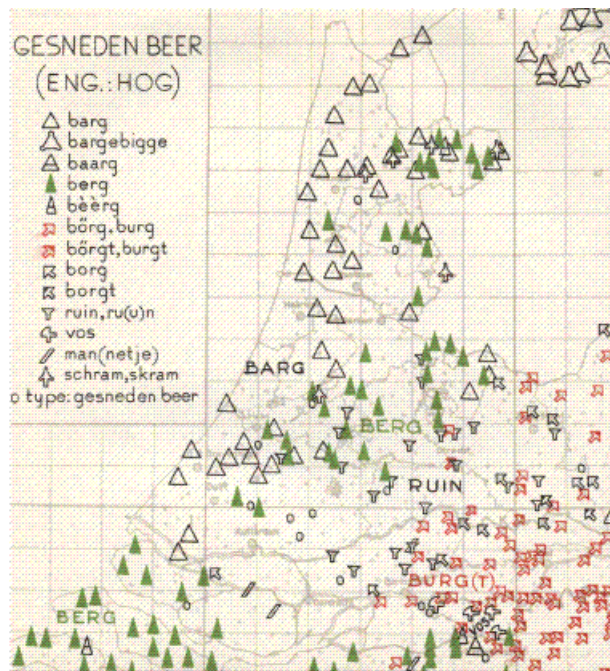 GESNEDEN BEER
(ENG.: HOG)
barg
bargebigge
baarg
berg
bèèrg
börg, burg
börgt, burgt
borg
borgt
ruin, ru(u)n
vos
man(netje)
schram, skram
o type: gesneden beer
BARG
BERG
RUIN
BURG(T)
BERG
VOS